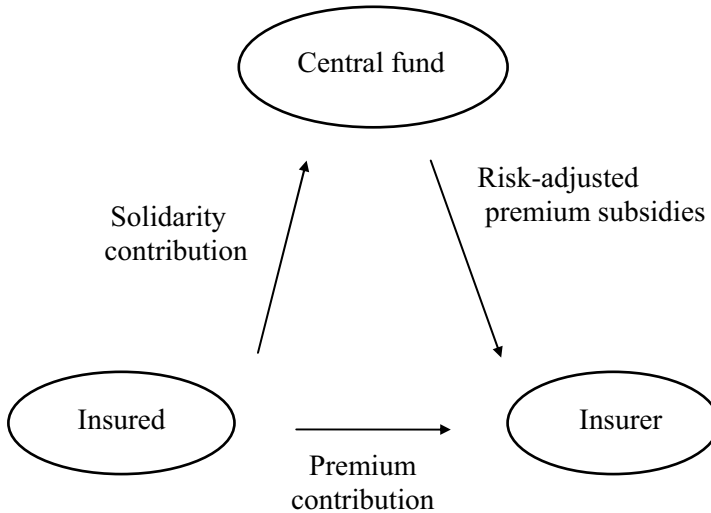 Central fund
Risk-adjusted
premium subsidies
Solidarity
contribution
Insured
Insurer
Premium
contribution